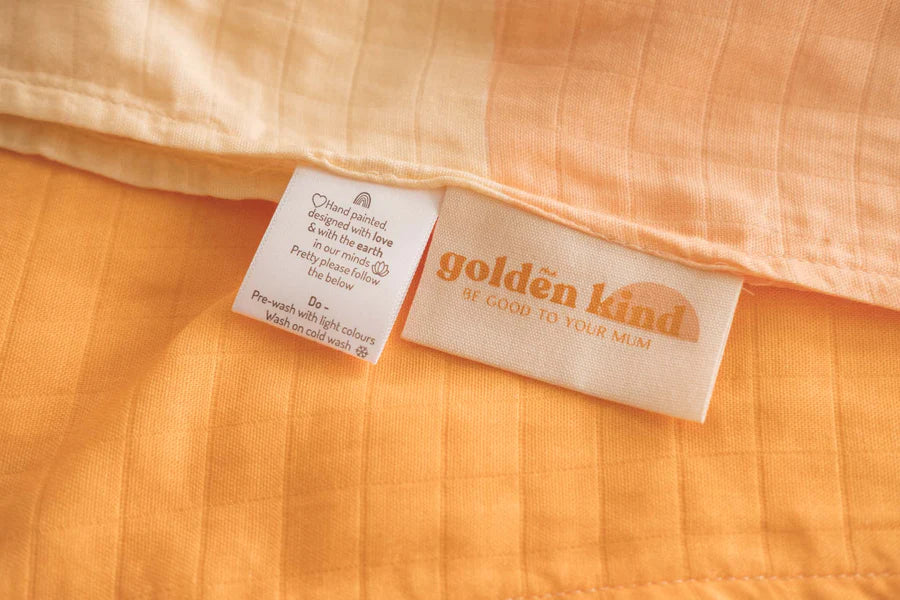 Hand painted,
designed with love
& with the earth
in our minds
Pretty please follow
the below
Do -
Pre-wash with light colours
Wash on cold wash
the
golden kind
BE GOOD TO YOUR MUM